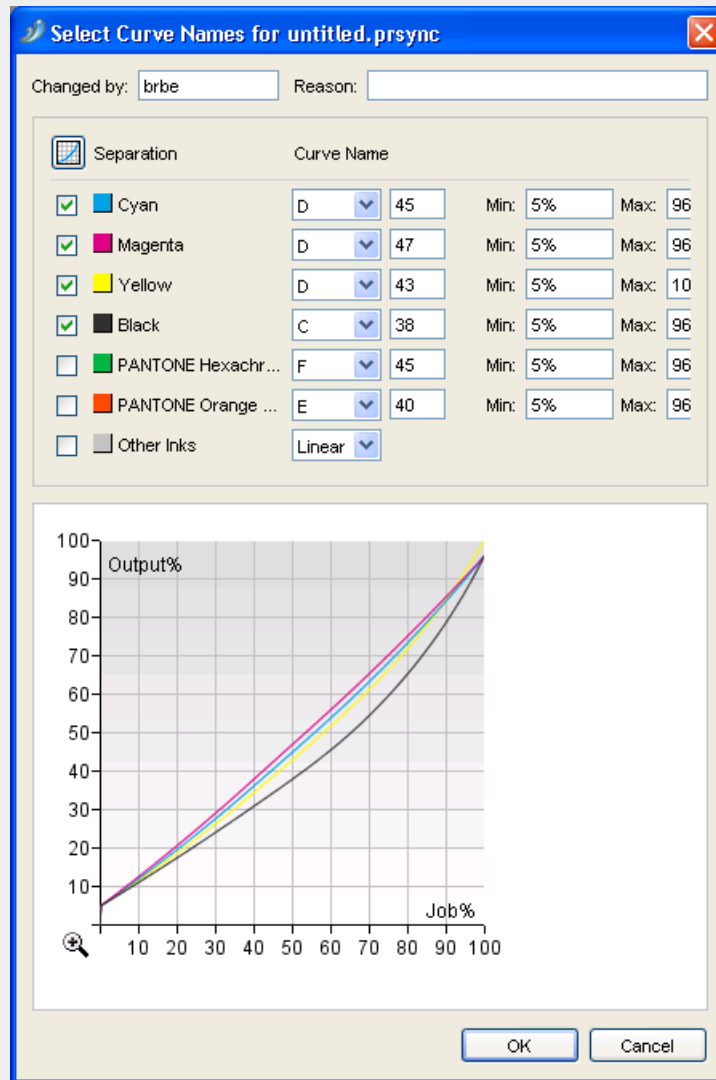 Select Curve Names for untitled.prsync
Changed by: brbe Reason:
Separation Curve Name
Cyan D 45 Min: 5% Max: 96
Magenta D 47 Min: 5% Max: 96
Yellow D 43 Min: 5% Max: 10
Black C 38 Min: 5% Max: 96
PANTONE Hexachr... F 45 Min: 5% Max: 96
PANTONE Orange ... E 40 Min: 5% Max: 96
Other Inks Linear
100
Output%
90
80
70
60
50
40
30
20
10
Job%
10 20 30 40 50 60 70 80 90 100
OK Cancel